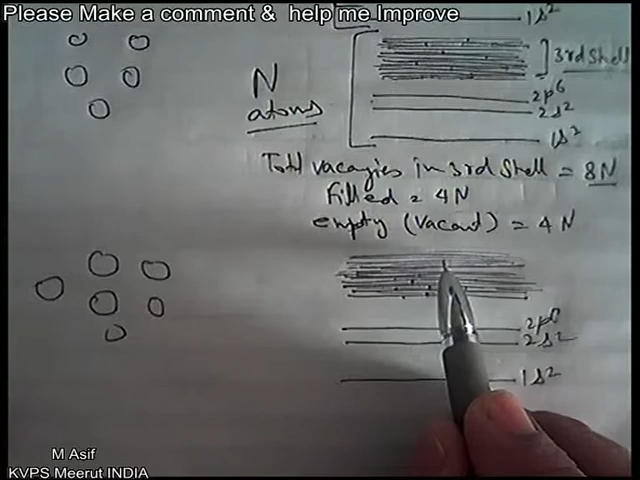 Please Make a comment & help me Improve
1s²
3rd shell
N
atoms
2p⁶
2s²
1s²
Totl vacancies in 3rd shell = 8N
filled = 4N
empty (vacant) = 4N
2p⁶
2s²
1s²
M Asif
KVPS Meerut INDIA